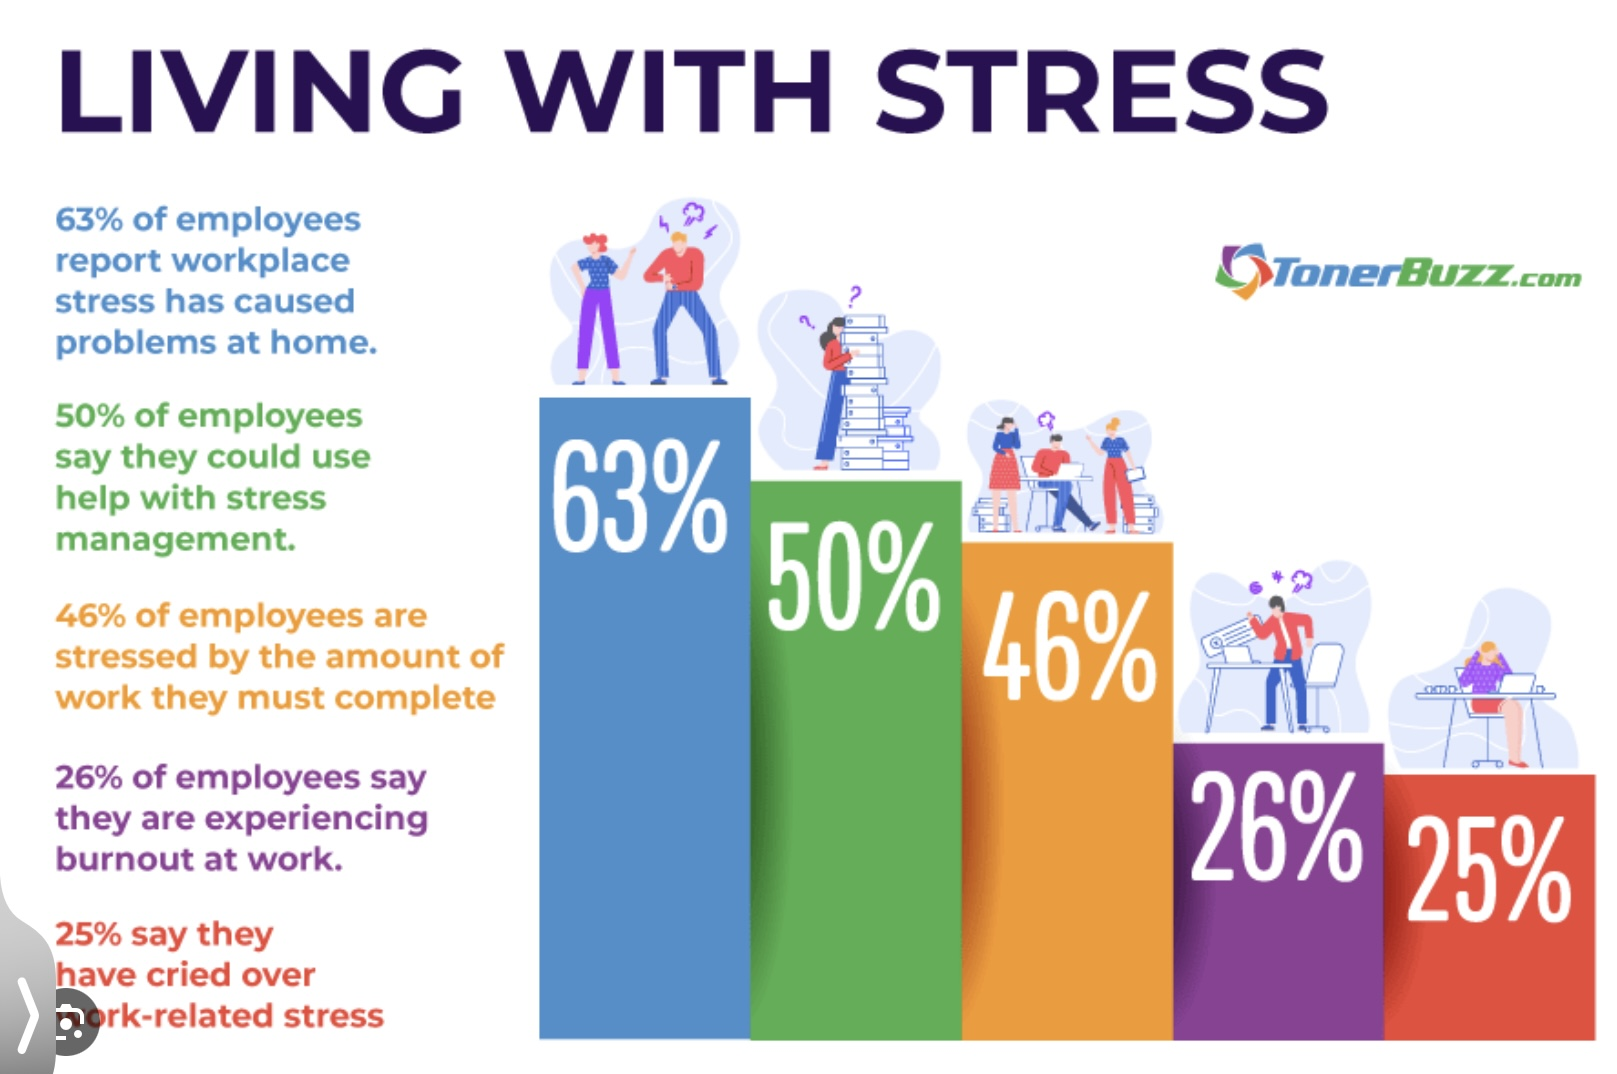 LIVING WITH STRESS
63% of employees
report workplace
stress has caused
problems at home.
50% of employees
say they could use
help with stress
management.
46% of employees are
stressed by the amount of
work they must complete
26% of employees say
they are experiencing
burnout at work.
25% say they
have cried over
work-related stress
TonerBuzz.com
63%
50%
46%
26%
25%